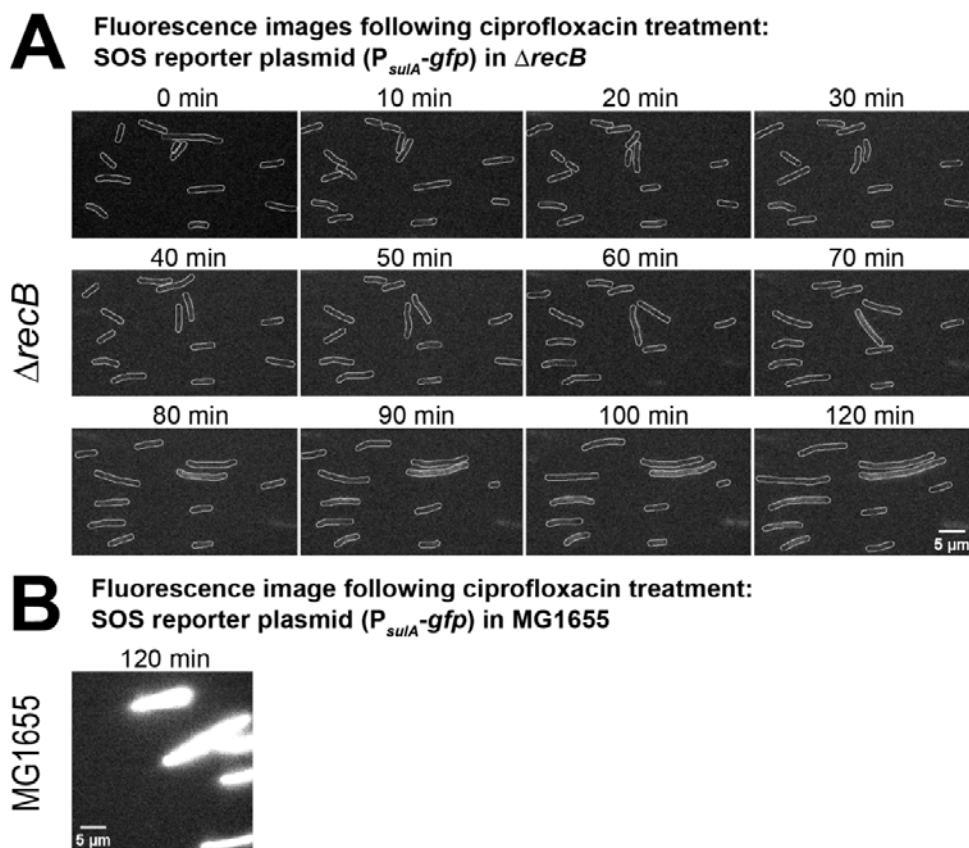 A
Fluorescence images following ciprofloxacin treatment:
SOS reporter plasmid (PsulA-gfp) in ΔrecB
0 min 10 min 20 min 30 min
40 min 50 min 60 min 70 min
ΔrecB
80 min 90 min 100 min 120 min
5 µm
B
Fluorescence image following ciprofloxacin treatment:
SOS reporter plasmid (PsulA-gfp) in MG1655
120 min
MG1655
5 µm